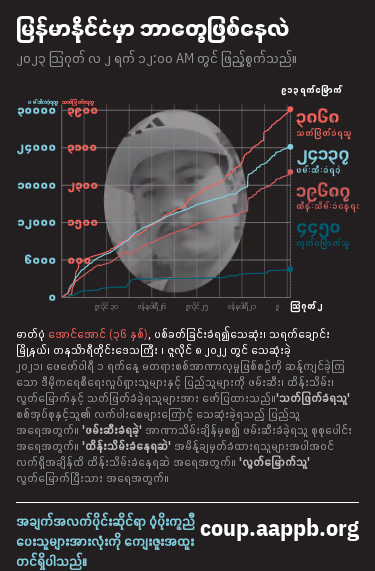 မြန်မာနိုင်ငံမှာ ဘာတွေဖြစ်နေလဲ
၂၀၂၃ ဩဂုတ် လ ၂ ရက် ၁၂:၀၀ AM တွင် ဖြည့်စွက်သည်။
၉၁၃ ရက်မြောက်
ဖမ်းဆီးခံရသူ သတ်ဖြတ်ခံရသူ
၃၀၀၀၀ ၃၉၀၀
၃၈၆၈
သတ်ဖြတ်ခံရသူ
၂၄၀၀၀ ၃၁၀၀
၂၄၁၃၇
ဖမ်းဆီးခံရခဲ့
၁၉၆၈၇
ထိန်းသိမ်းခံနေရဆဲ
၄၄၅၀
လွတ်မြောက်သူ
၁၂၀၀၀ ၁၅၀၀
၆၀၀၀
၀
ဩဂုတ် ၂
ဓာတ်ပုံ အောင်အောင် (၃၆ နှစ်), ပစ်ခတ်ခြင်းခံရ၍သေဆုံး၊ သရက်ချောင်း
မြို့နယ်၊ တနင်္သာရီတိုင်းဒေသကြီး ၊ ဇူလိုင် ၈ ၂၀၂၂ တွင် သေဆုံးခဲ့
၂၀၂၁ ဖေဖော်ဝါရီ ၁ ရက်နေ့ မတရားစစ်အာဏာလုမှုဖြစ်စဥ်ကို ဆန့်ကျင်ခဲ့ကြ
သော ဒီမိုကရေစီရေးလှုပ်ရှားသူများနှင့် ပြည်သူများကို ဖမ်းဆီး၊ ထိန်းသိမ်း၊
လွတ်မြောက်နှင့် သတ်ဖြတ်ခံခဲ့ရသူများအား ဖော်ပြထားသည်။'သတ်ဖြတ်ခံရသူ'
စစ်အုပ်စုနှင့်သူ၏ လက်ပါးစေများကြောင့် သေဆုံးခဲ့ရသည့် ပြည်သူ
အရေအတွက်။ 'ဖမ်းဆီးခံရခဲ့' အာဏာသိမ်းချိန်မှစ၍ ဖမ်းဆီးခံခဲ့ရသူ စုစုပေါင်း
အရေအတွက်။ 'ထိန်းသိမ်းခံနေရဆဲ' အမိန့်ချမှတ်ခံထားရသူများအပါအဝင်
လက်ရှိအချိန်ထိ ထိန်းသိမ်းခံနေရဆဲ အရေအတွက်။ 'လွတ်မြောက်သူ'
လွတ်မြောက်ပြီးသား အရေအတွက်။
အချက်အလက်ပိုင်းဆိုင်ရာ ပံ့ပိုးကူညီ
ပေးသူများအားလုံးကို ကျေးဇူးအထူး
တင်ရှိပါသည်။
coup.aappb.org